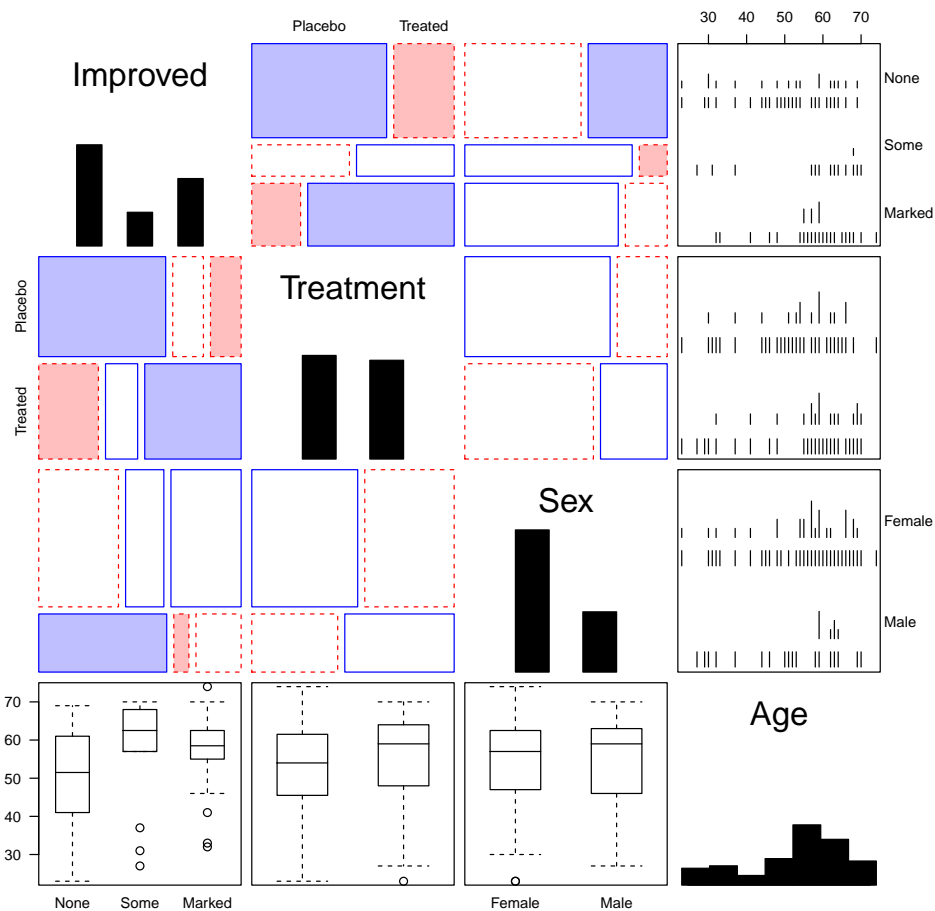 Placebo Treated
30 40 50 60 70
Improved
None
Some
Marked
Placebo
Treatment
Treated
Sex
Female
Male
Age
70
60
50
40
30
None Some Marked Female Male